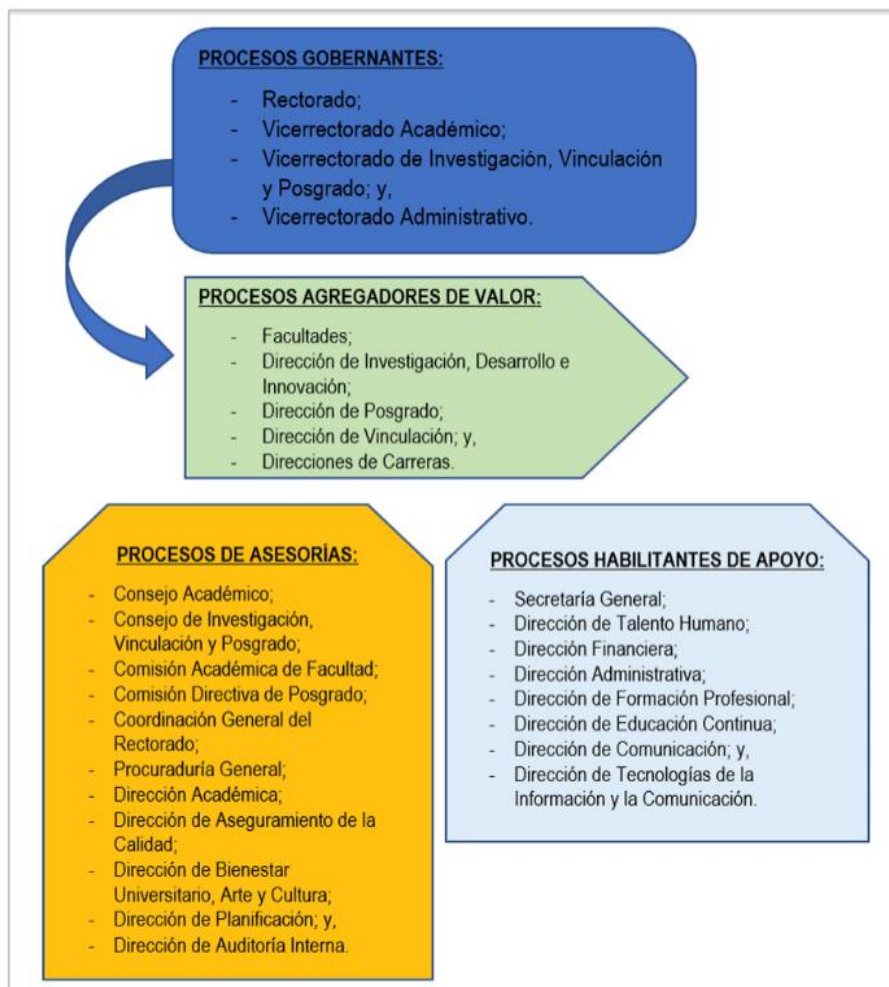 PROCESOS GOBERNANTES:
- Rectorado;
- Vicerrectorado Académico;
- Vicerrectorado de Investigación, Vinculación
y Posgrado; y,
- Vicerrectorado Administrativo.
PROCESOS AGREGADORES DE VALOR:
- Facultades;
- Dirección de Investigación, Desarrollo e
Innovación;
- Dirección de Posgrado;
- Dirección de Vinculación; y,
- Direcciones de Carreras.
PROCESOS DE ASESORÍAS:
- Consejo Académico;
- Consejo de Investigación,
Vinculación y Posgrado;
- Comisión Académica de Facultad;
- Comisión Directiva de Posgrado;
- Coordinación General del
Rectorado;
- Procuraduría General;
- Dirección Académica;
- Dirección de Aseguramiento de la
Calidad;
- Dirección de Bienestar
Universitario, Arte y Cultura;
- Dirección de Planificación; y,
- Dirección de Auditoría Interna.
PROCESOS HABILITANTES DE APOYO:
- Secretaría General;
- Dirección de Talento Humano;
- Dirección Financiera;
- Dirección Administrativa;
- Dirección de Formación Profesional;
- Dirección de Educación Continua;
- Dirección de Comunicación; y,
- Dirección de Tecnologías de la
Información y la Comunicación.